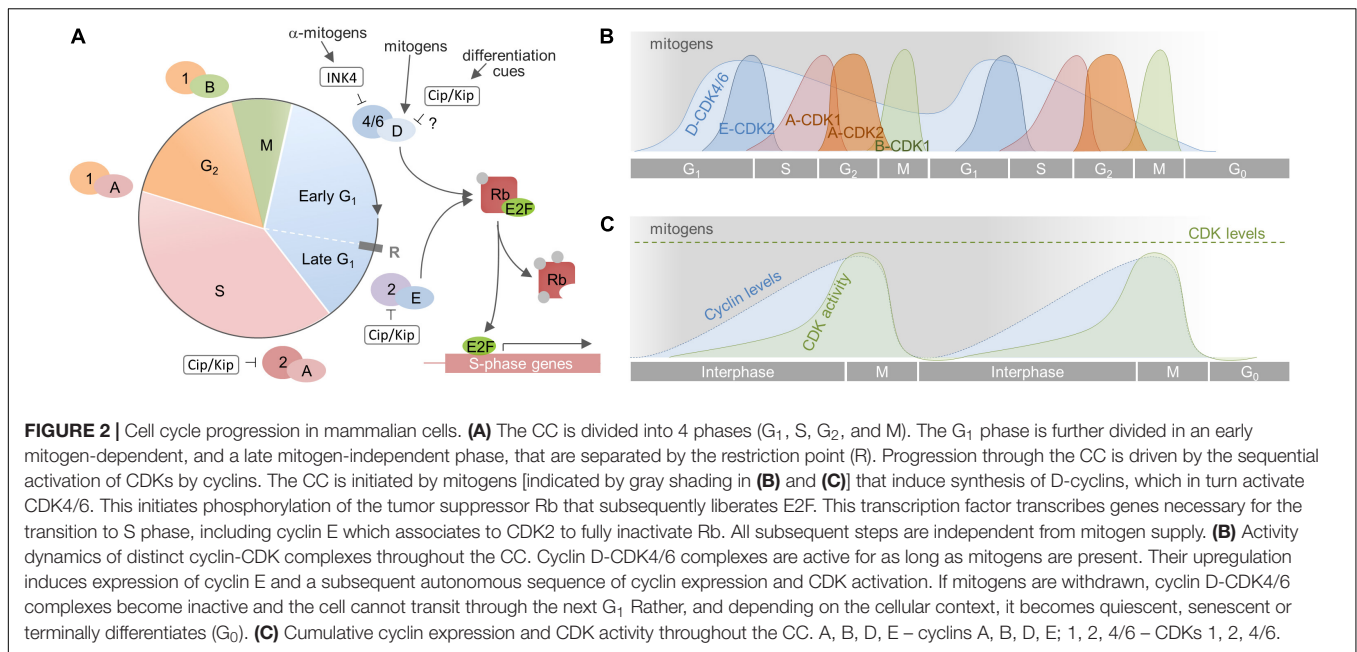 A
α-mitogens
mitogens
differentiation
cues
INK4
Cip/Kip
4/6
D
?
1
B
M
G₂
Early G₁
1
A
R
Late G₁
S
2
E
Cip/Kip
Cip/Kip
2
A
Rb
E2F
Rb
E2F
S-phase genes
B
mitogens
D-CDK4/6
E-CDK2
A-CDK1
A-CDK2
B-CDK1
G₁ S G₂ M G₁ S G₂ M G₀
C
mitogens
CDK levels
Cyclin levels
CDK activity
Interphase M Interphase M G₀
FIGURE 2 | Cell cycle progression in mammalian cells. (A) The CC is divided into 4 phases (G₁, S, G₂, and M). The G₁ phase is further divided in an early
mitogen-dependent, and a late mitogen-independent phase, that are separated by the restriction point (R). Progression through the CC is driven by the sequential
activation of CDKs by cyclins. The CC is initiated by mitogens [indicated by gray shading in (B) and (C)] that induce synthesis of D-cyclins, which in turn activate
CDK4/6. This initiates phosphorylation of the tumor suppressor Rb that subsequently liberates E2F. This transcription factor transcribes genes necessary for the
transition to S phase, including cyclin E which associates to CDK2 to fully inactivate Rb. All subsequent steps are independent from mitogen supply. (B) Activity
dynamics of distinct cyclin-CDK complexes throughout the CC. Cyclin D-CDK4/6 complexes are active for as long as mitogens are present. Their upregulation
induces expression of cyclin E and a subsequent autonomous sequence of cyclin expression and CDK activation. If mitogens are withdrawn, cyclin D-CDK4/6
complexes become inactive and the cell cannot transit through the next G₁ Rather, and depending on the cellular context, it becomes quiescent, senescent or
terminally differentiates (G₀). (C) Cumulative cyclin expression and CDK activity throughout the CC. A, B, D, E – cyclins A, B, D, E; 1, 2, 4/6 – CDKs 1, 2, 4/6.